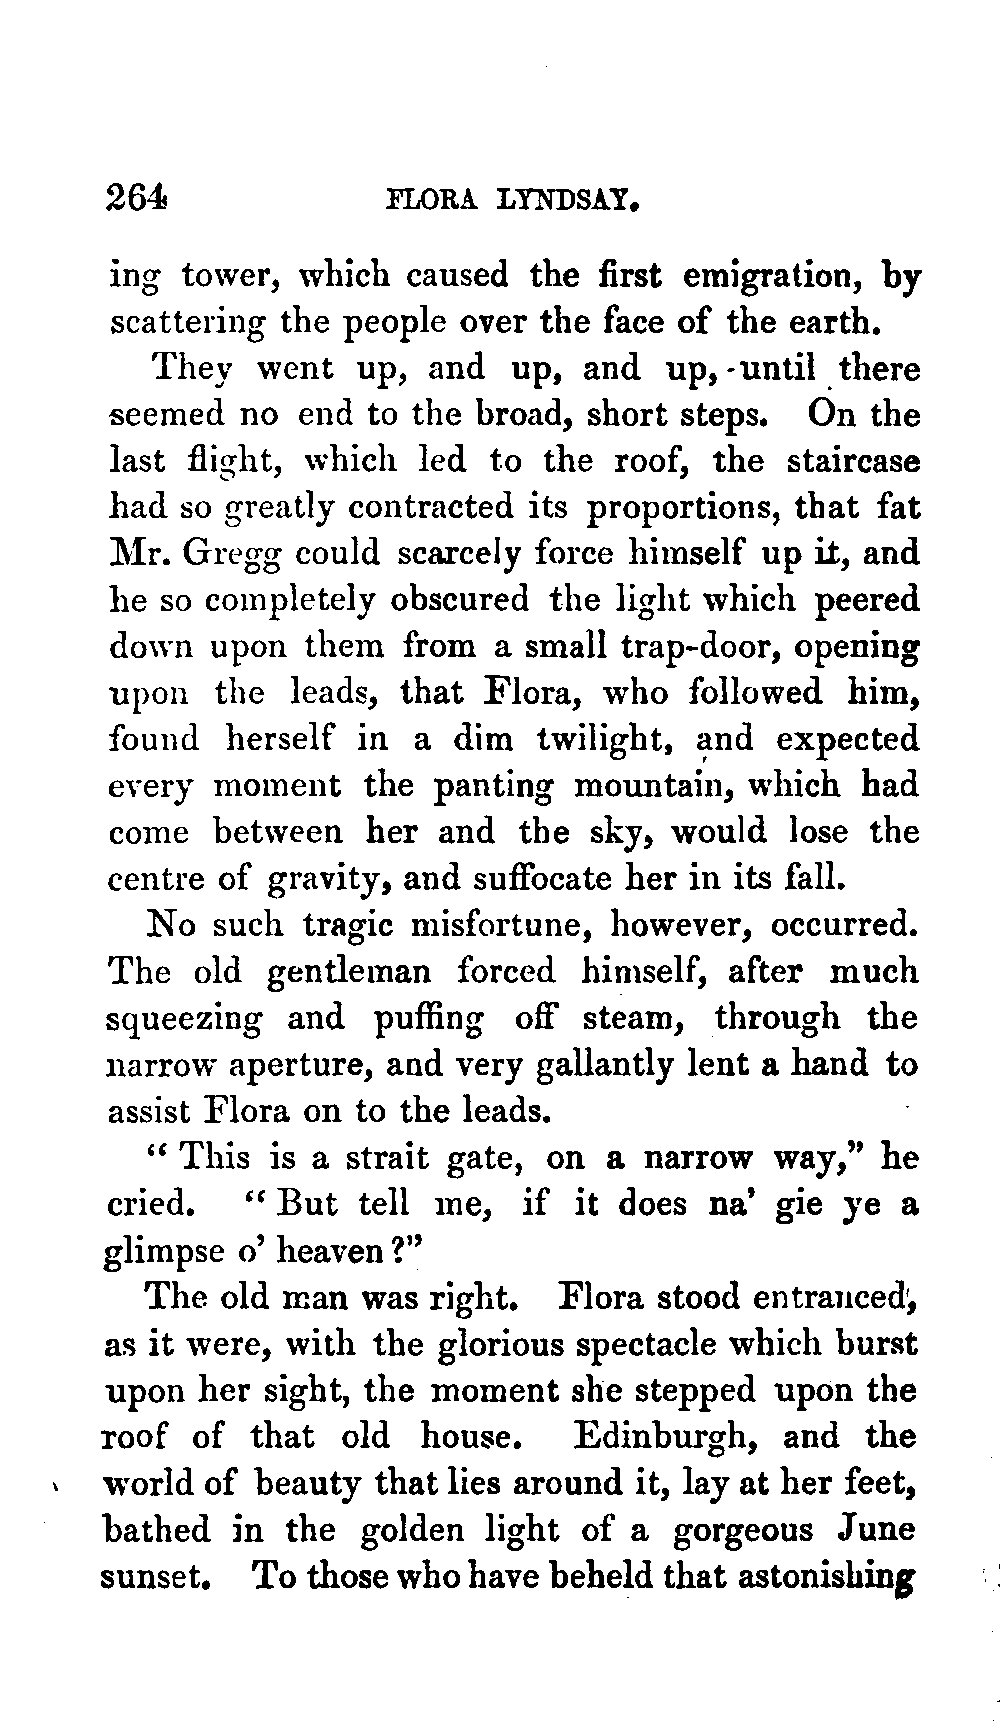 264 FLORA LYNDSAY.
ing tower, which caused the first emigration, by
scattering the people over the face of the earth.
They went up, and up, and up, until there
seemed no end to the broad, short steps. On the
last flight, which led to the roof, the staircase
had so greatly contracted its proportions, that fat
Mr. Gregg could scarcely force himself up it, and
he so completely obscured the light which peered
down upon them from a small trap-door, opening
upon the leads, that Flora, who followed him,
found herself in a dim twilight, and expected
every moment the panting mountain, which had
come between her and the sky, would lose the
centre of gravity, and suffocate her in its fall.
No such tragic misfortune, however, occurred.
The old gentleman forced himself, after much
squeezing and puffing off steam, through the
narrow aperture, and very gallantly lent a hand to
assist Flora on to the leads.
“ This is a strait gate, on a narrow way,” he
cried. “ But tell me, if it does na’ gie ye a
glimpse o’ heaven ?”
The old man was right. Flora stood entranced,
as it were, with the glorious spectacle which burst
upon her sight, the moment she stepped upon the
roof of that old house. Edinburgh, and the
world of beauty that lies around it, lay at her feet,
bathed in the golden light of a gorgeous June
sunset. To those who have beheld that astonishing